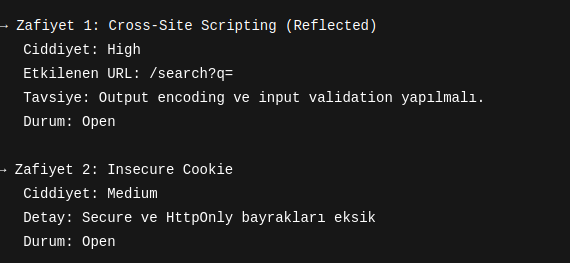 → Zafiyet 1: Cross-Site Scripting (Reflected)
Ciddiyet: High
Etkilenen URL: /search?q=
Tavsiye: Output encoding ve input validation yapılmalı.
Durum: Open
→ Zafiyet 2: Insecure Cookie
Ciddiyet: Medium
Detay: Secure ve HttpOnly bayrakları eksik
Durum: Open